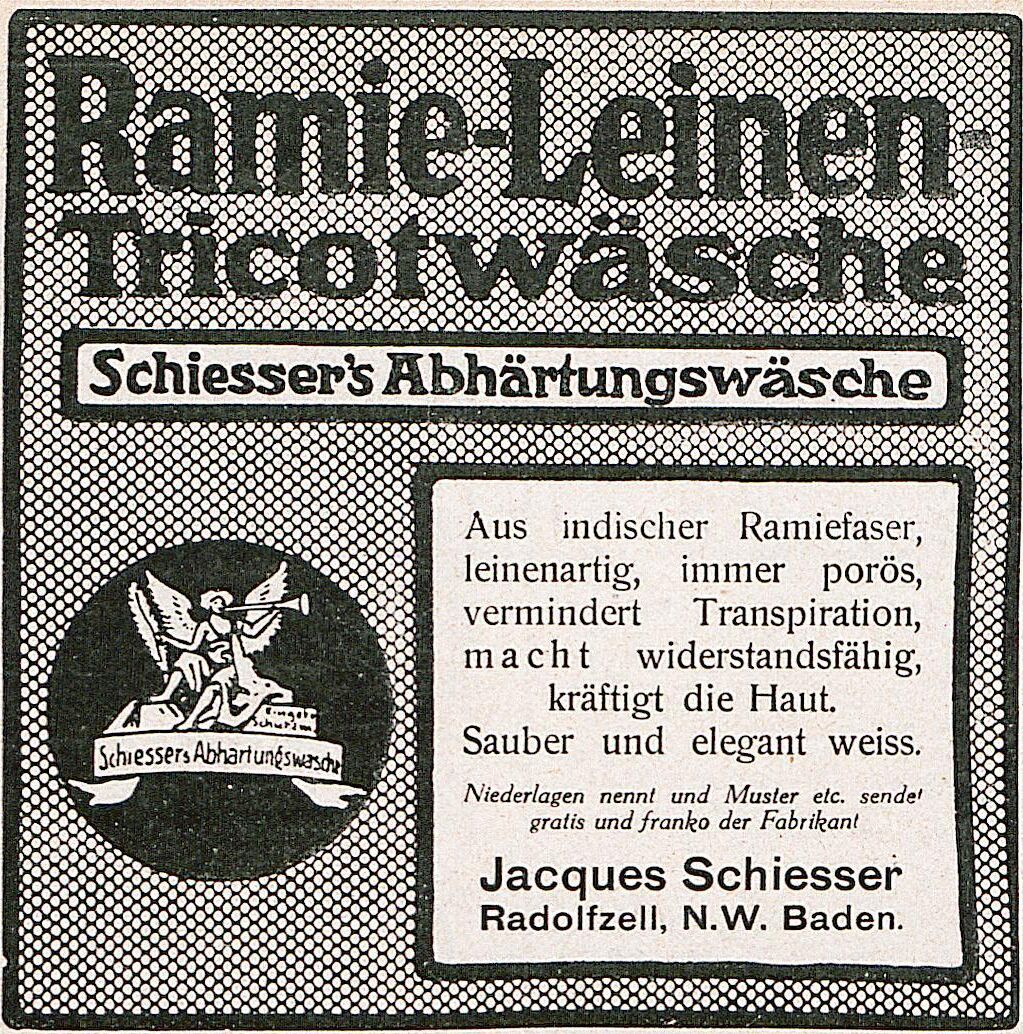 Ramie-Leinen-
Tricotwäsche
Schiesser's Abhärtungswäsche
Aus indischer Ramiefaser,
leinenartig, immer porös,
vermindert Transpiration,
macht widerstandsfähig,
kräftigt die Haut.
Sauber und elegant weiss.
Niederlagen nennt und Muster etc. sendet
gratis und franko der Fabrikant
Jacques Schiesser
Radolfzell, N.W. Baden.
Schiessers Abhärtungswäsche